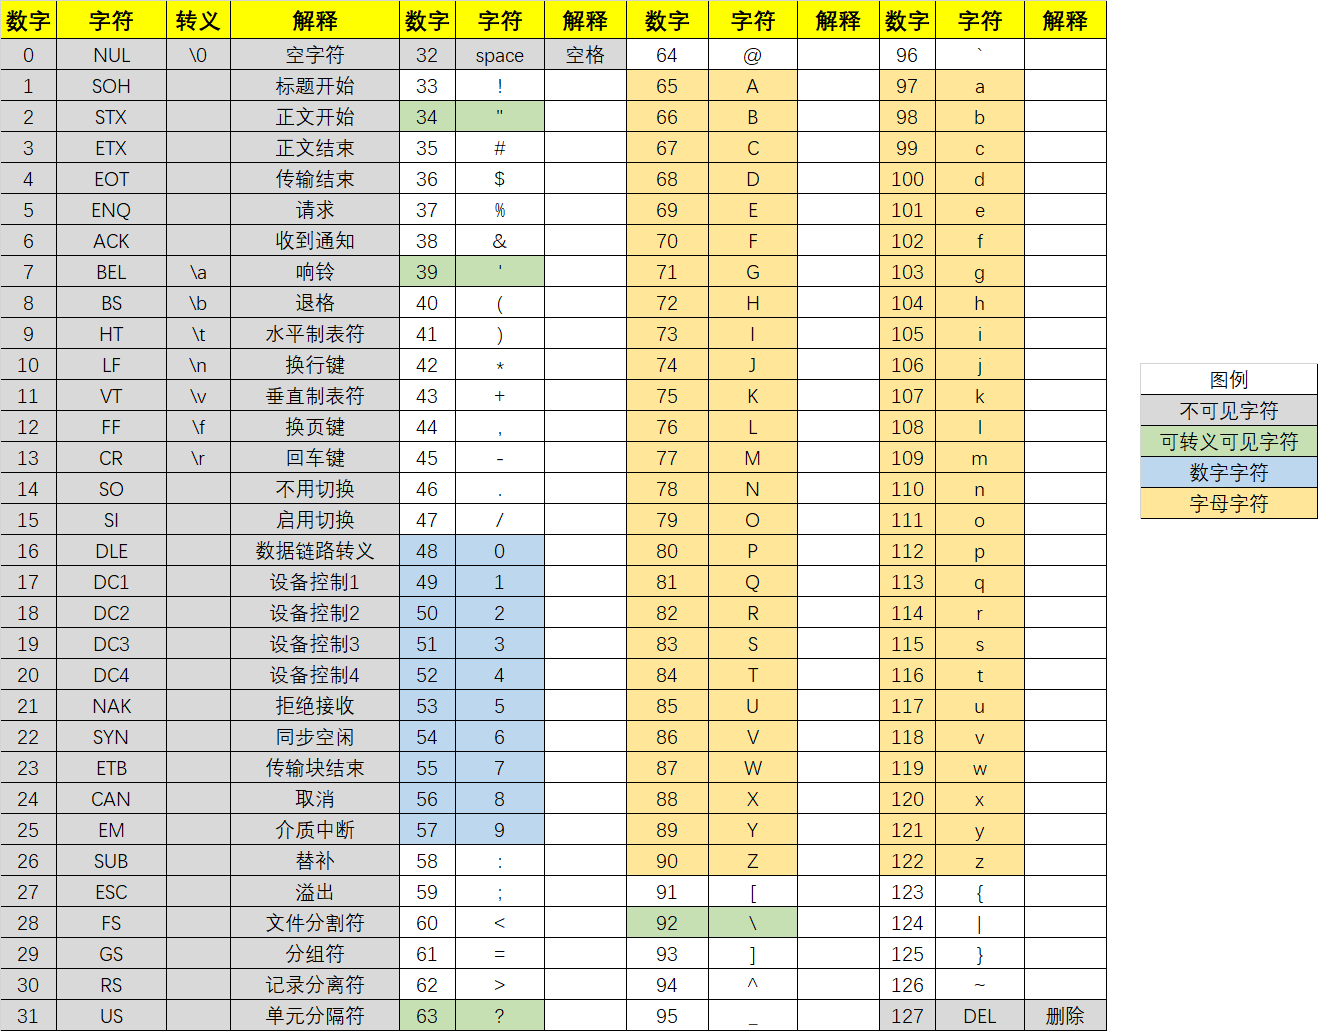 数字 字符 转义 解释 数字 字符 解释 数字 字符 解释 数字 字符 解释
0 NUL \0 空字符 32 space 空格 64 @ 96 `
1 SOH 标题开始 33 ! 65 A 97 a
2 STX 正文开始 34 " 66 B 98 b
3 ETX 正文结束 35 # 67 C 99 c
4 EOT 传输结束 36 $ 68 D 100 d
5 ENQ 请求 37 % 69 E 101 e
6 ACK 收到通知 38 & 70 F 102 f
7 BEL \a 响铃 39 ' 71 G 103 g
8 BS \b 退格 40 ( 72 H 104 h
9 HT \t 水平制表符 41 ) 73 I 105 i
10 LF \n 换行键 42 * 74 J 106 j
11 VT \v 垂直制表符 43 + 75 K 107 k
12 FF \f 换页键 44 , 76 L 108 l
13 CR \r 回车键 45 - 77 M 109 m
14 SO 不用切换 46 . 78 N 110 n
15 SI 启用切换 47 / 79 O 111 o
16 DLE 数据链路转义 48 0 80 P 112 p
17 DC1 设备控制1 49 1 81 Q 113 q
18 DC2 设备控制2 50 2 82 R 114 r
19 DC3 设备控制3 51 3 83 S 115 s
20 DC4 设备控制4 52 4 84 T 116 t
21 NAK 拒绝接收 53 5 85 U 117 u
22 SYN 同步空闲 54 6 86 V 118 v
23 ETB 传输块结束 55 7 87 W 119 w
24 CAN 取消 56 8 88 X 120 x
25 EM 介质中断 57 9 89 Y 121 y
26 SUB 替补 58 : 90 Z 122 z
27 ESC 溢出 59 ; 91 [ 123 {
28 FS 文件分割符 60 < 92 \ 124 |
29 GS 分组符 61 = 93 ] 125 }
30 RS 记录分离符 62 > 94 ^ 126 ~
31 US 单元分隔符 63 ? 95 _ 127 DEL 删除
图例
不可见字符
可转义可见字符
数字字符
字母字符